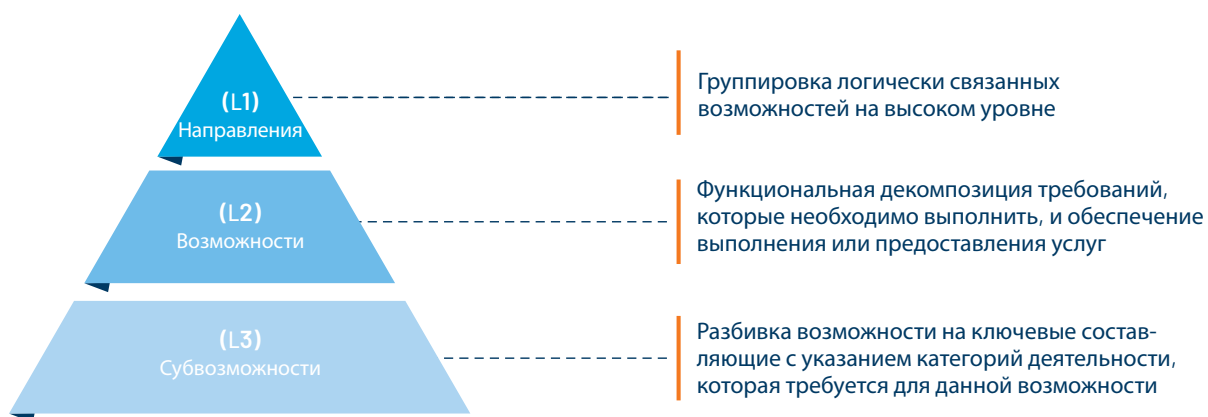 (L1)
Направления
Группировка логически связанных
возможностей на высоком уровне
(L2)
Возможности
Функциональная декомпозиция требований,
которые необходимо выполнить, и обеспечение
выполнения или предоставления услуг
(L3)
Субвозможности
Разбивка возможности на ключевые состав-
ляющие с указанием категорий деятельности,
которая требуется для данной возможности